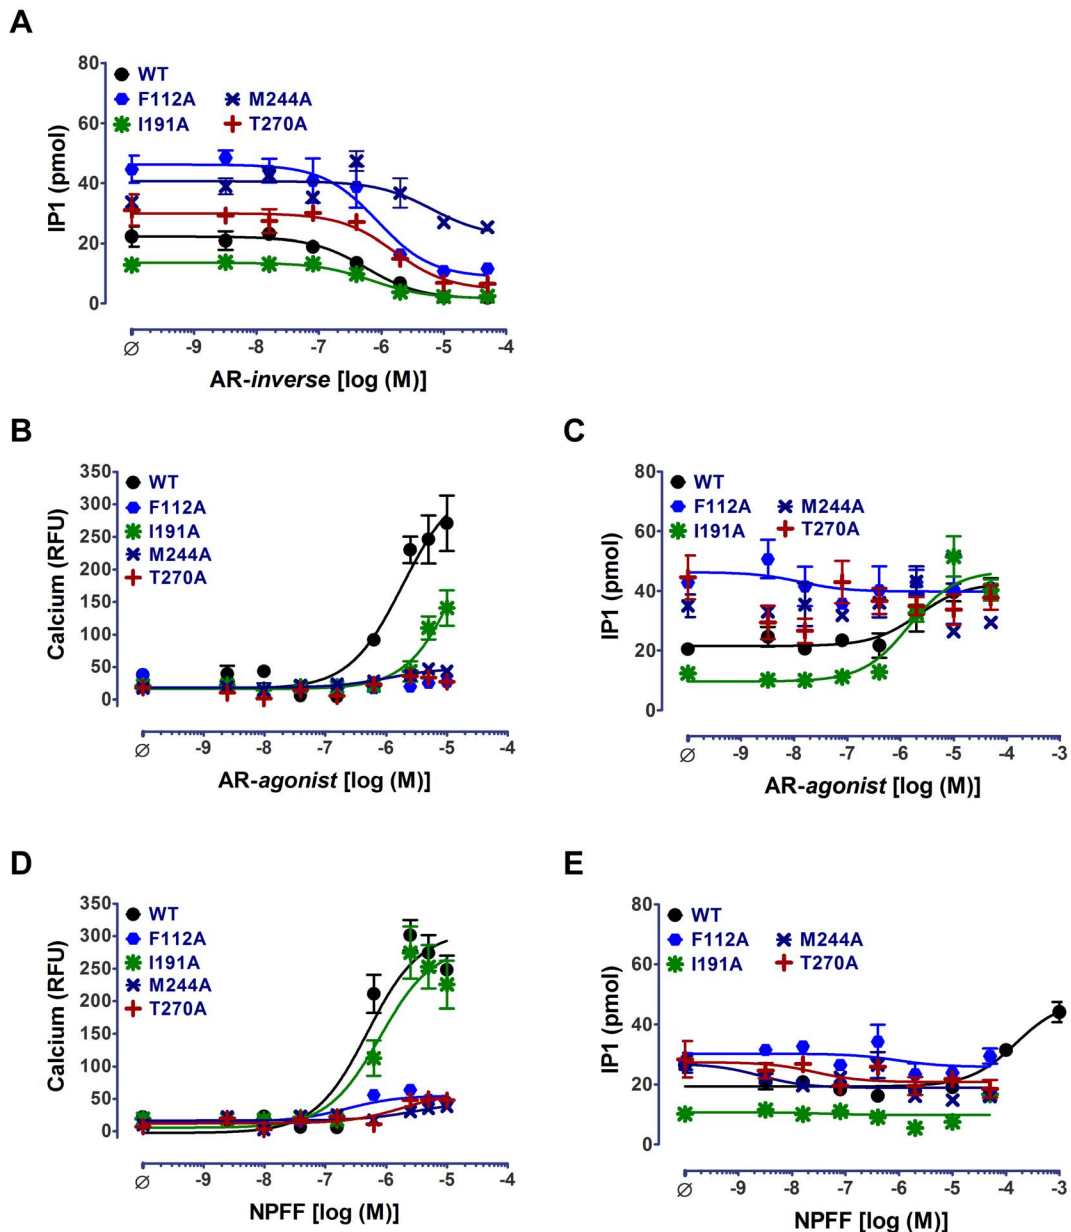 A
IP1 (pmol)
80
60
40
20
0
WT
F112A M244A
I191A T270A
∅ -9 -8 -7 -6 -5 -4
AR-inverse [log (M)]
B
Calcium (RFU)
350
300
250
200
150
100
50
0
WT
F112A
I191A
M244A
T270A
∅ -9 -8 -7 -6 -5 -4
AR-agonist [log (M)]
C
IP1 (pmol)
80
60
40
20
0
WT
F112A M244A
I191A T270A
∅ -9 -8 -7 -6 -5 -4 -3
AR-agonist [log (M)]
D
Calcium (RFU)
350
300
250
200
150
100
50
0
WT
F112A
I191A
M244A
T270A
∅ -9 -8 -7 -6 -5 -4
NPFF [log (M)]
E
IP1 (pmol)
80
60
40
20
0
WT
F112A M244A
I191A T270A
∅ -9 -8 -7 -6 -5 -4 -3
NPFF [log (M)]